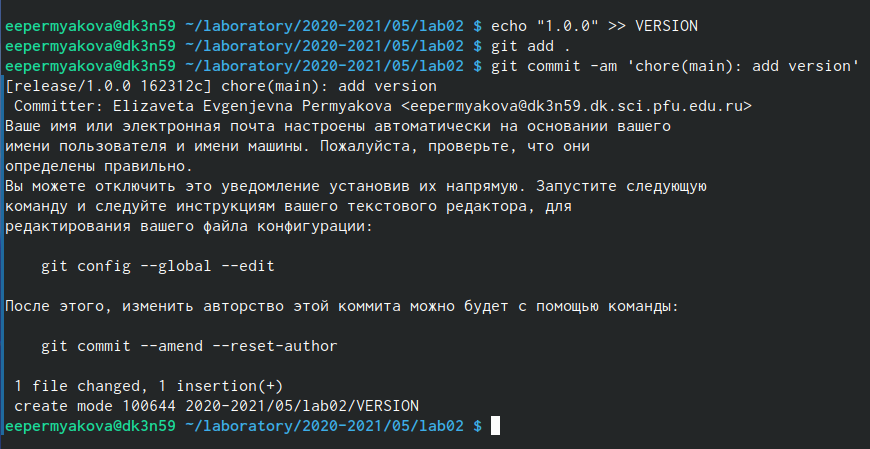 eepermyakova@dk3n59 ~/laboratory/2020-2021/05/lab02 $ echo "1.0.0" >> VERSION
eepermyakova@dk3n59 ~/laboratory/2020-2021/05/lab02 $ git add .
eepermyakova@dk3n59 ~/laboratory/2020-2021/05/lab02 $ git commit -am 'chore(main): add version'
[release/1.0.0 162312c] chore(main): add version
 Committer: Elizaveta Evgenjevna Permyakova <eepermyakova@dk3n59.dk.sci.pfu.edu.ru>
Ваше имя или электронная почта настроены автоматически на основании вашего
имени пользователя и имени машины. Пожалуйста, проверьте, что они
определены правильно.
Вы можете отключить это уведомление установив их напрямую. Запустите следующую
команду и следуйте инструкциям вашего текстового редактора, для
редактирования вашего файла конфигурации:

    git config --global --edit

После этого, изменить авторство этой коммита можно будет с помощью команды:

    git commit --amend --reset-author

 1 file changed, 1 insertion(+)
 create mode 100644 2020-2021/05/lab02/VERSION
eepermyakova@dk3n59 ~/laboratory/2020-2021/05/lab02 $